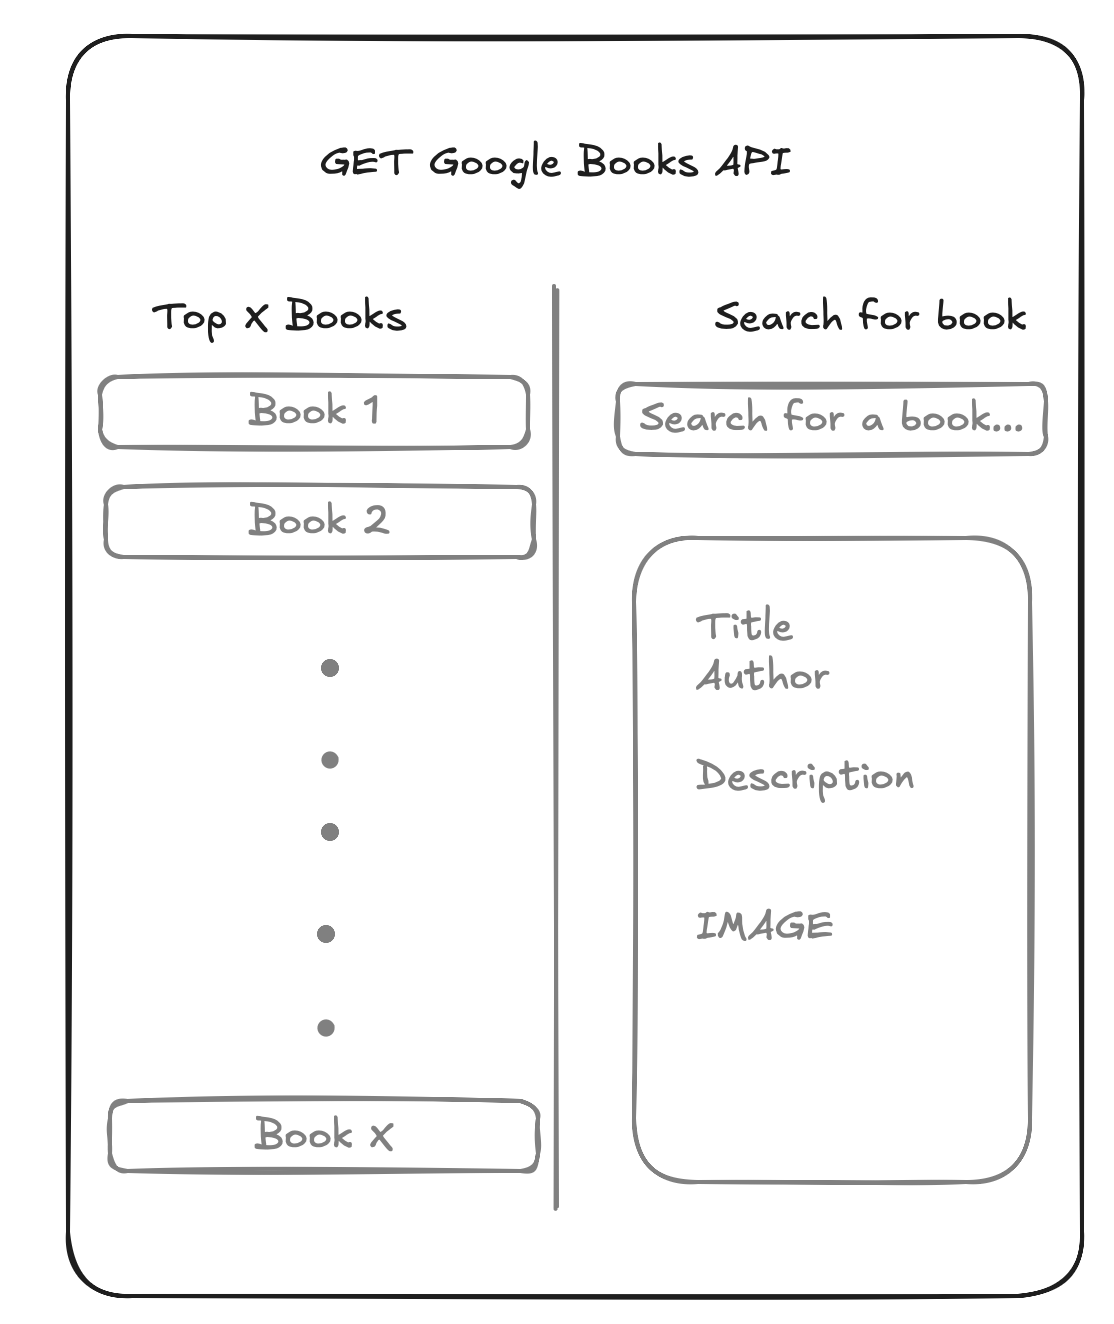 GET Google Books API
Top X Books
Book 1
Book 2
Book X
Search for book
Search for a book...
Title
Author
Description
IMAGE